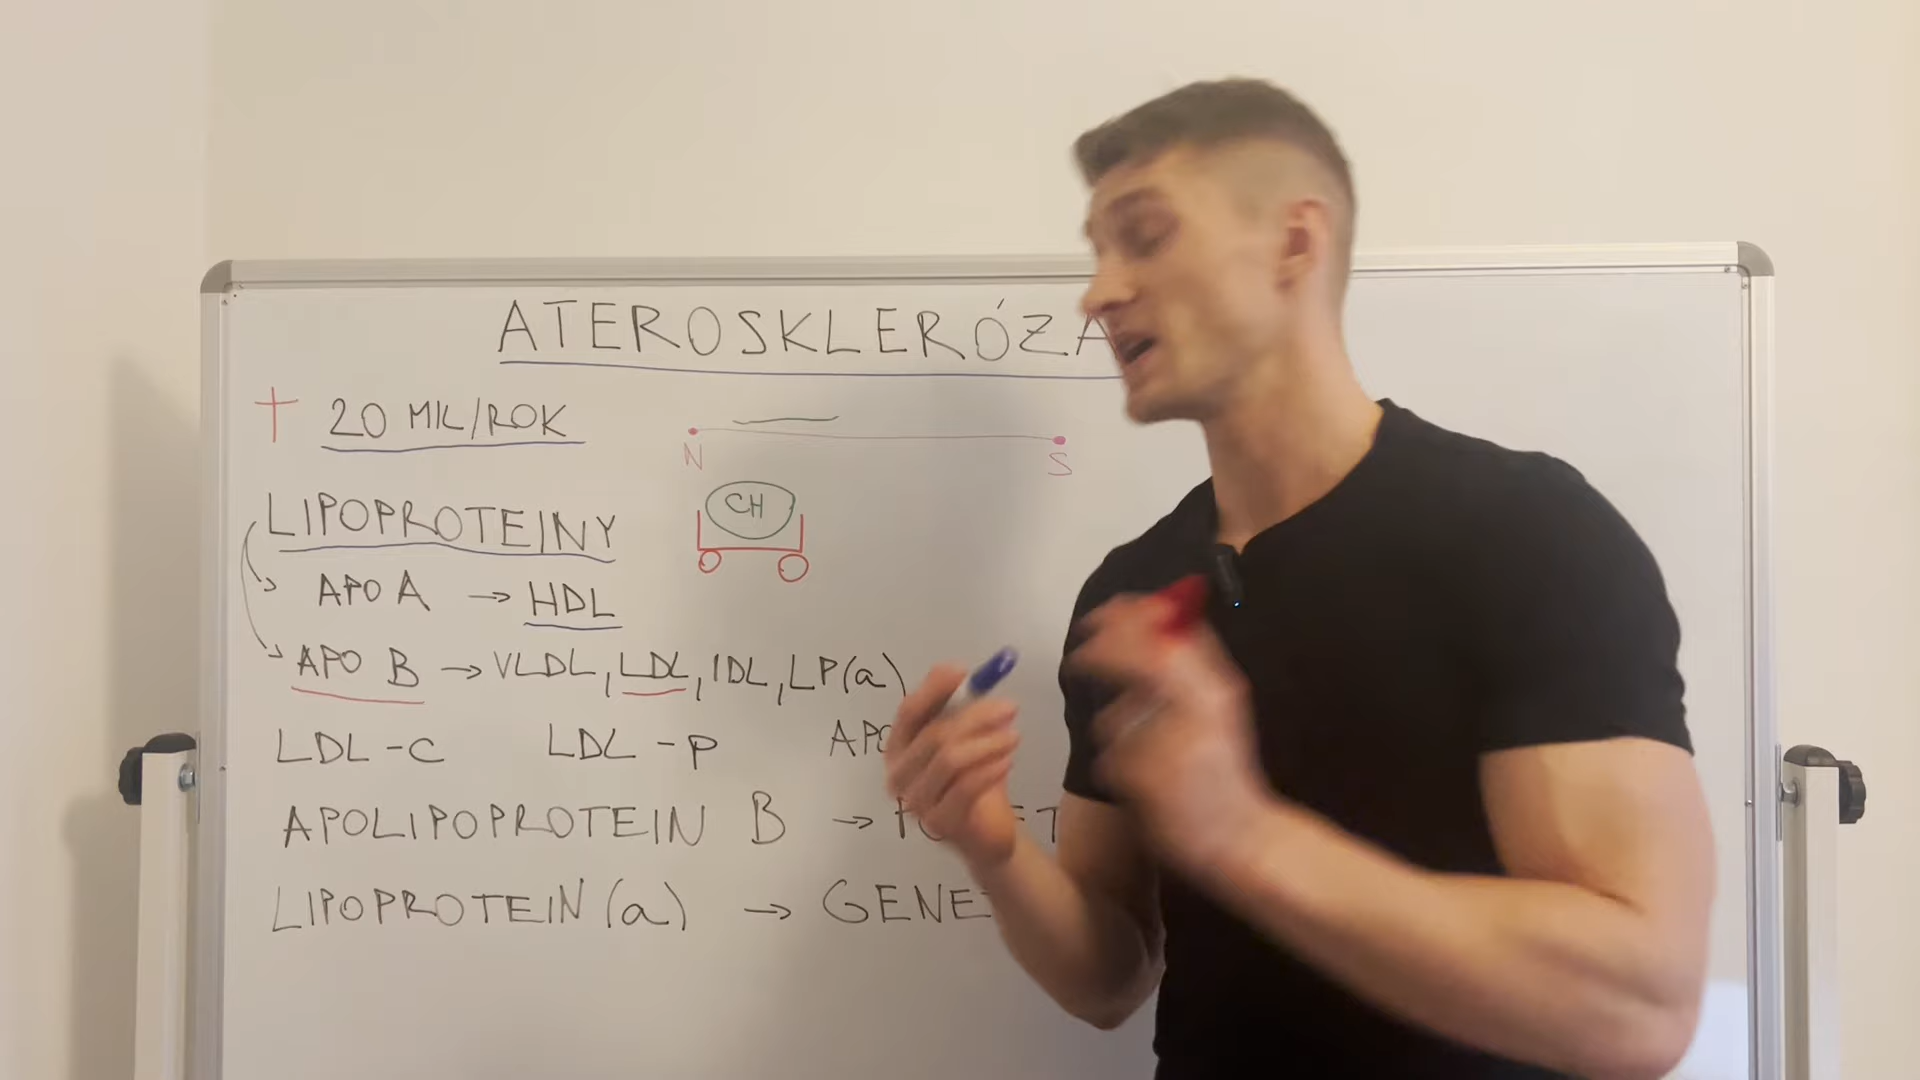 ATEROSKLERÓZA
† 20 MIL/ROK
N S
CH
LIPOPROTEINY
APO A → HDL
APO B → VLDL, LDL, IDL, LP(a)
LDL-C LDL-P
APOLIPOPROTEIN B →
LIPOPROTEIN(a) →